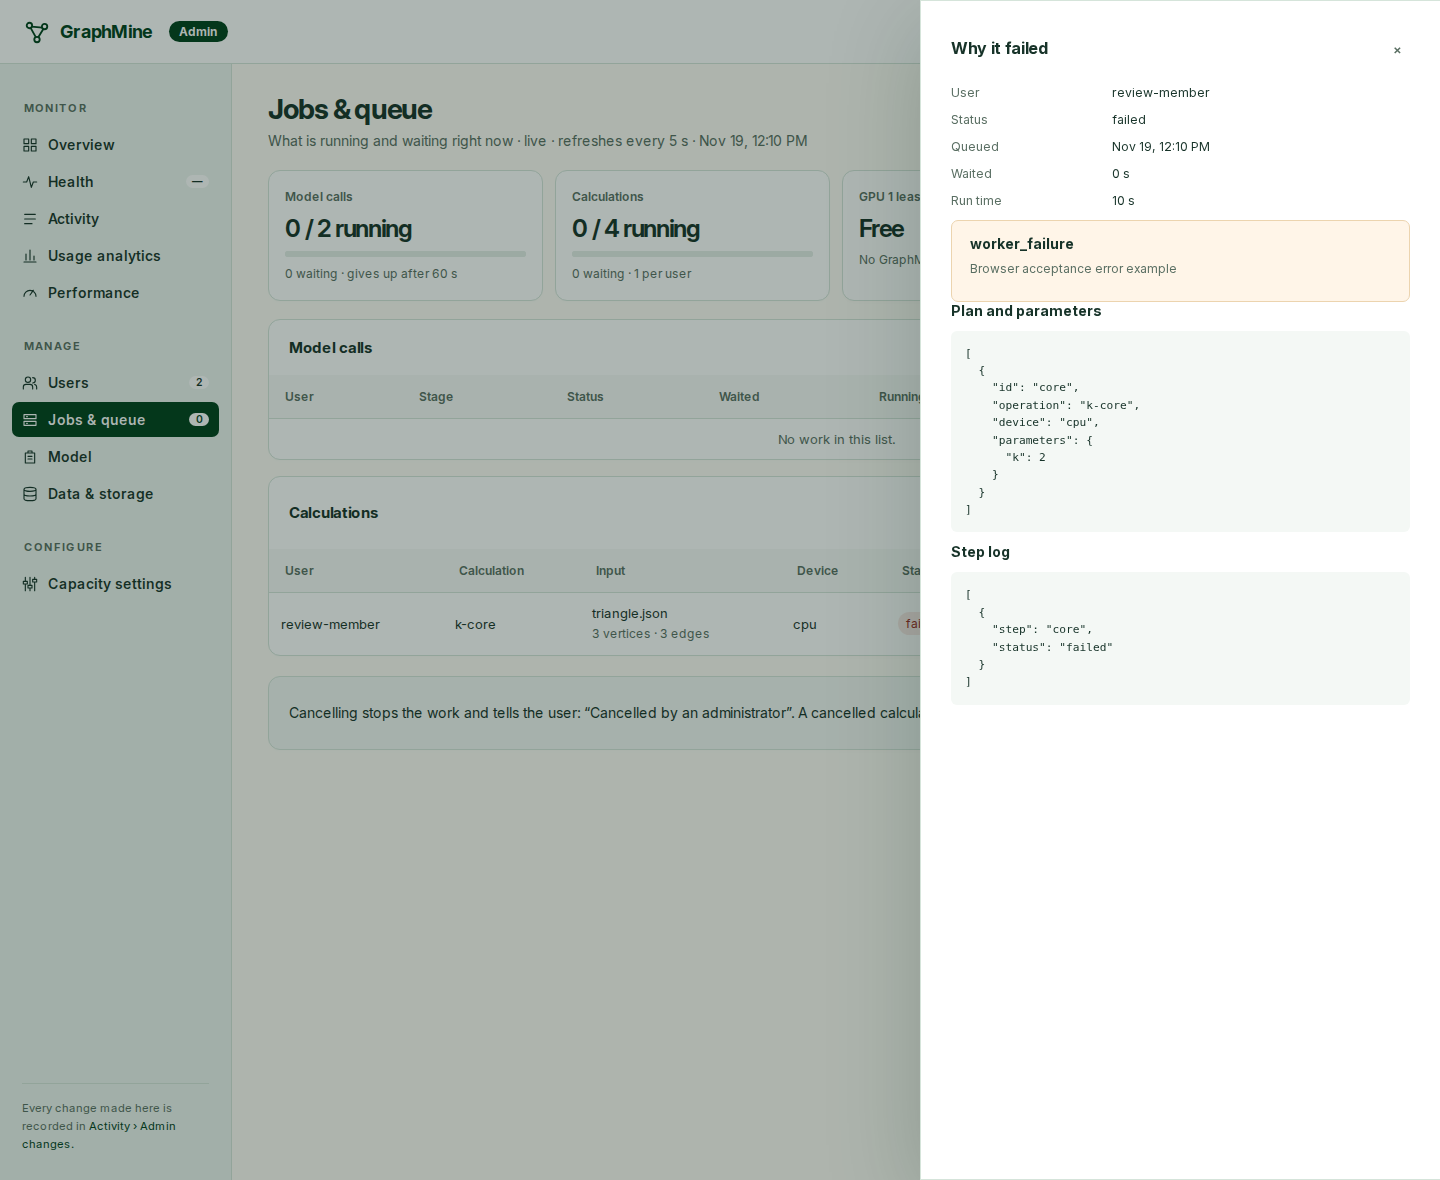 GraphMine
Admin
MONITOR
Overview
Health
—
Activity
Usage analytics
Performance
MANAGE
Users
2
Jobs & queue
0
Model
Data & storage
CONFIGURE
Capacity settings
Every change made here is
recorded in Activity › Admin
changes.
Jobs & queue
What is running and waiting right now · live · refreshes every 5 s · Nov 19, 12:10 PM
Model calls
0 / 2 running
0 waiting · gives up after 60 s
Calculations
0 / 4 running
0 waiting · 1 per user
GPU 1
Free
No
Model calls
User Stage Status Waited Running
No work in this list.
Calculations
User Calculation Input Device
review-member k-core triangle.json cpu
3 vertices · 3 edges
Cancelling stops the work and tells the user: “Cancelled by an administrator”. A cancelled
Why it failed
×
User review-member
Status failed
Queued Nov 19, 12:10 PM
Waited 0 s
Run time 10 s
worker_failure
Browser acceptance error example
Plan and parameters
[
{
"id": "core",
"operation": "k-core",
"device": "cpu",
"parameters": {
"k": 2
}
}
]
Step log
[
{
"step": "core",
"status": "failed"
}
]